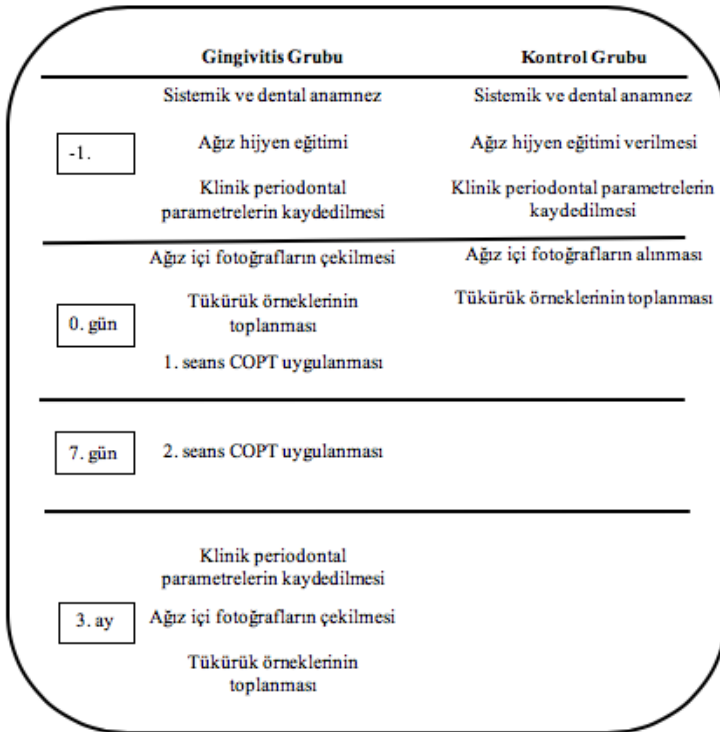 Gingivitis Grubu
Kontrol Grubu
-1.
Sistemik ve dental anamnez
Ağız hijyen eğitimi
Klinik periodontal
parametrelerin kaydedilmesi
Sistemik ve dental anamnez
Ağız hijyen eğitimi verilmesi
Klinik periodontal parametrelerin
kaydedilmesi
0. gün
Ağız içi fotoğrafların çekilmesi
Tükürük örneklerinin
toplanması
1. seans COPT uygulanması
Ağız içi fotoğrafların alınması
Tükürük örneklerinin toplanması
7. gün
2. seans COPT uygulanması
3. ay
Klinik periodontal
parametrelerin kaydedilmesi
Ağız içi fotoğrafların çekilmesi
Tükürük örneklerinin
toplanması